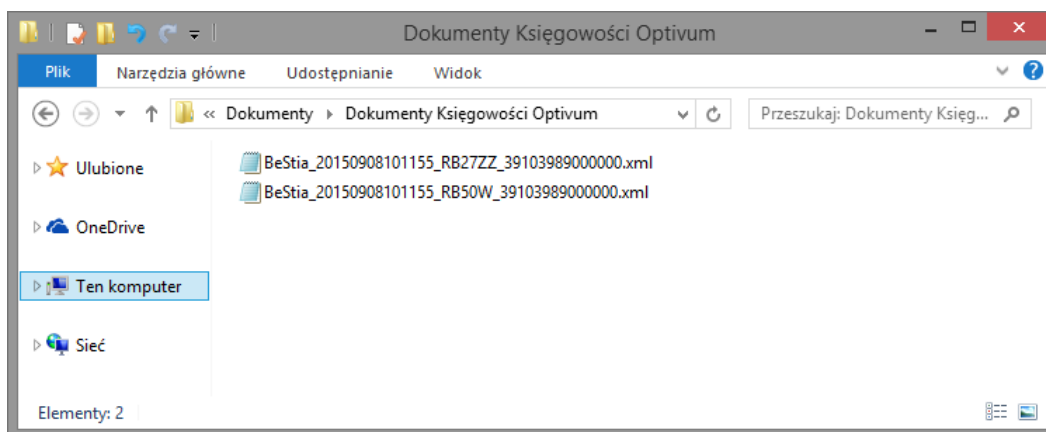 Dokumenty Księgowości Optivum
Plik Narzędzia główne Udostępnianie Widok
« Dokumenty Dokumenty Księgowości Optivum Przeszukaj: Dokumenty Księg...
Ulubione
BeStia_20150908101155_RB27ZZ_39103989000000.xml
BeStia_20150908101155_RB50W_39103989000000.xml
OneDrive
Ten komputer
Sieć
Elementy: 2